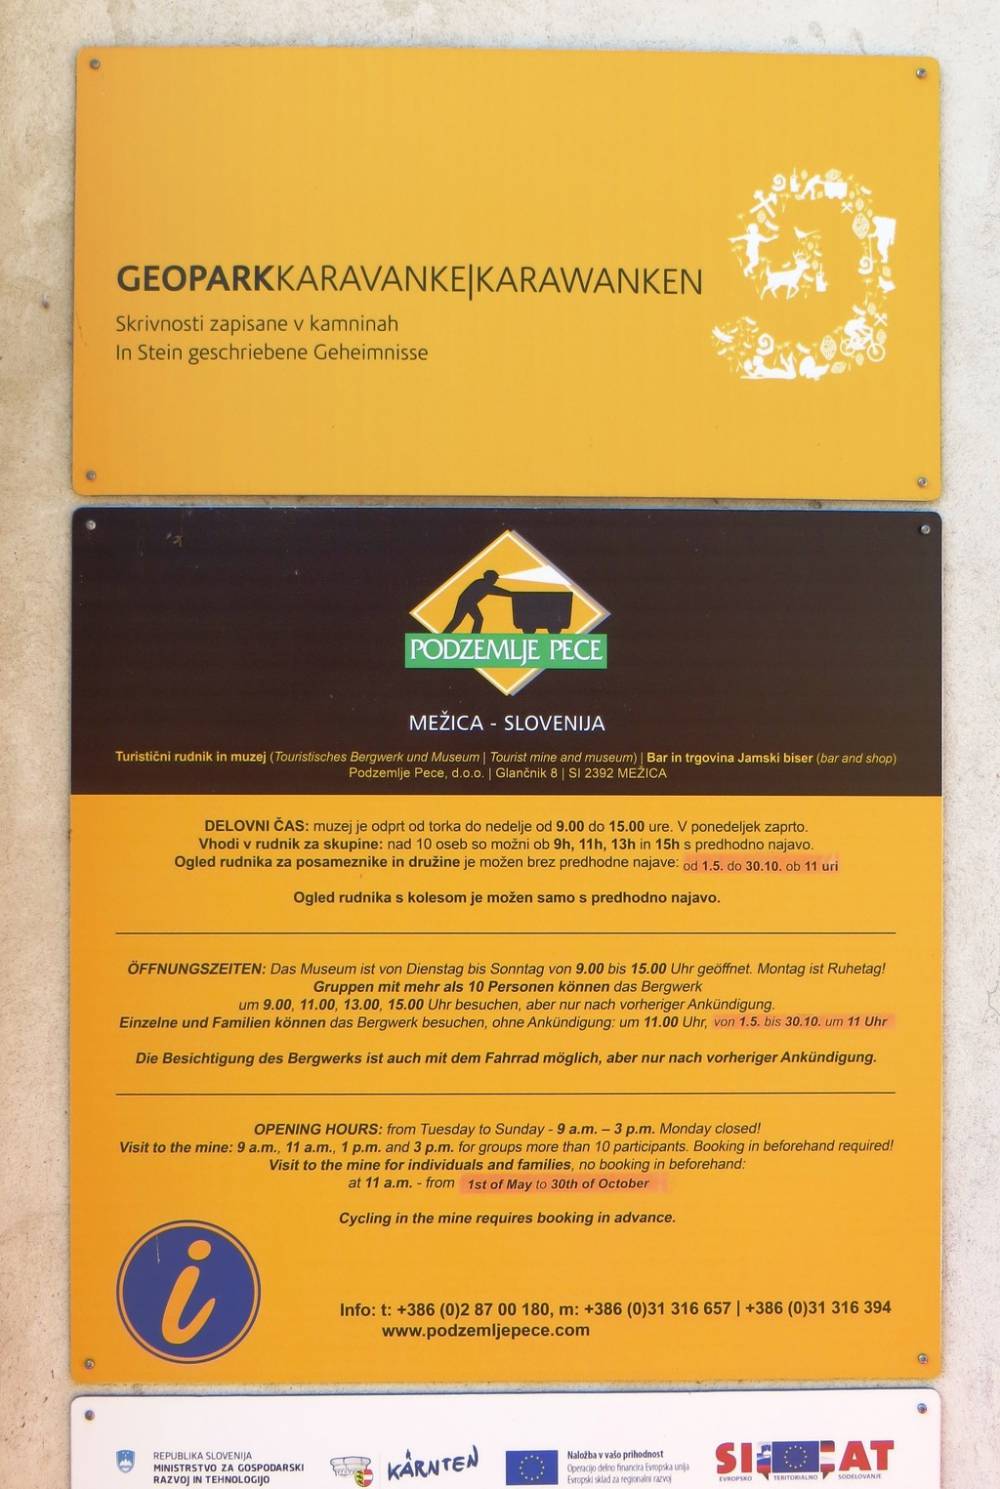 GEOPARKKARAVANKE|KARAWANKEN
Skrivnosti zapisane v kamninah
In Stein geschriebene Geheimnisse
PODZEMLJE PECE
MEŽICA - SLOVENIJA
Turistični rudnik in muzej (Touristisches Bergwerk und Museum | Tourist mine and museum) | Bar in trgovina Jamski biser (bar and shop)
Podzemlje Pece, d.o.o. | Glančnik 8 | SI 2392 MEŽICA
DELOVNI ČAS: muzej je odprt od torka do nedelje od 9.00 do 15.00 ure. V ponedeljek zaprto.
Vhodi v rudnik za skupine: nad 10 oseb so možni ob 9h, 11h, 13h in 15h s predhodno najavo.
Ogled rudnika za posameznike in družine je možen brez predhodne najave: od 1.5. do 30.10. ob 11 uri
Ogled rudnika s kolesom je možen samo s predhodno najavo.
ÖFFNUNGSZEITEN: Das Museum ist von Dienstag bis Sonntag von 9.00 bis 15.00 Uhr geöffnet. Montag ist Ruhetag!
Gruppen mit mehr als 10 Personen können das Bergwerk
um 9.00, 11.00, 13.00, 15.00 Uhr besuchen, aber nur nach vorheriger Ankündigung.
Einzelne und Familien können das Bergwerk besuchen, ohne Ankündigung: um 11.00 Uhr, von 1.5. bis 30.10. um 11 Uhr
Die Besichtigung des Bergwerks ist auch mit dem Fahrrad möglich, aber nur nach vorheriger Ankündigung.
OPENING HOURS: from Tuesday to Sunday - 9 a.m. – 3 p.m. Monday closed!
Visit to the mine: 9 a.m., 11 a.m., 1 p.m. and 3 p.m. for groups more than 10 participants. Booking in beforehand required!
Visit to the mine for individuals and families, no booking in beforehand:
at 11 a.m. - from 1st of May to 30th of October
Cycling in the mine requires booking in advance.
i
Info: t: +386 (0)2 87 00 180, m: +386 (0)31 316 657 | +386 (0)31 316 394
www.podzemljepece.com
REPUBLIKA SLOVENIJA
MINISTRSTVO ZA GOSPODARSKI
RAZVOJ IN TEHNOLOGIJO
KÄRNTEN
Naložba v vašo prihodnost
Operacijo delno financira Evropska unija
Evropski sklad za regionalni razvoj
SI AT
EVROPSKO TERITORIALNO SODELOVANJE